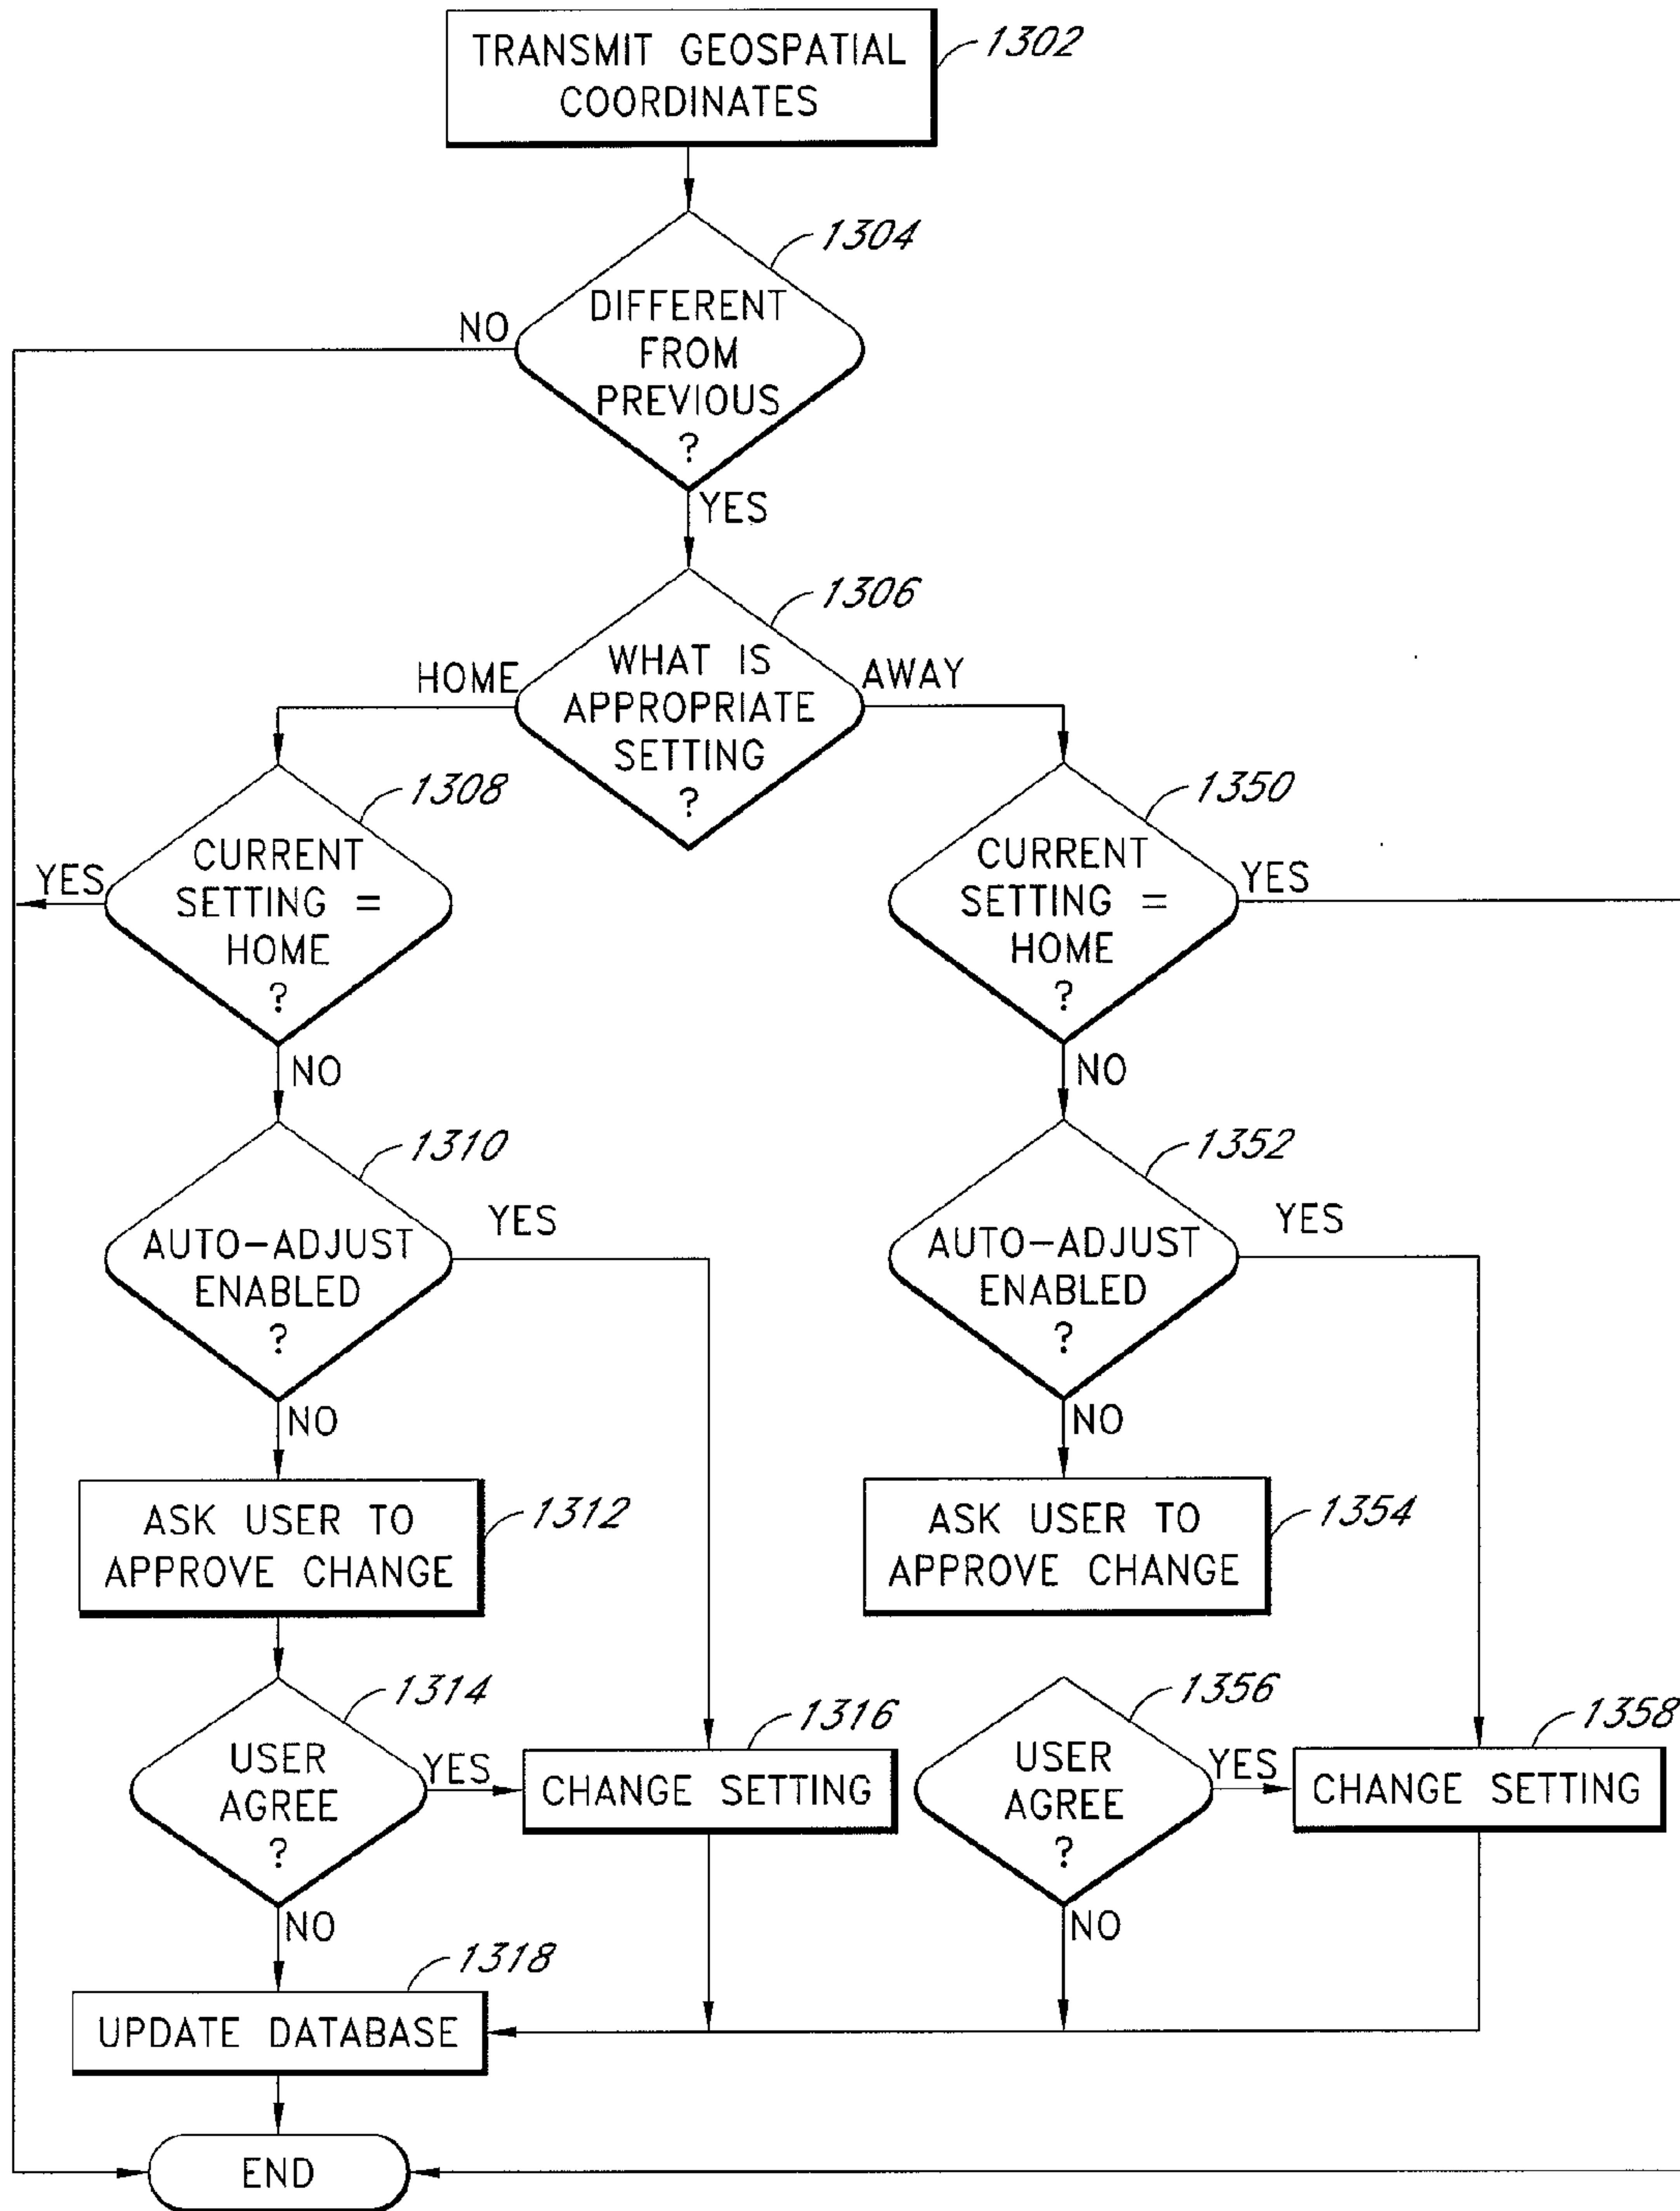 TRANSMIT GEOSPATIAL
COORDINATES
1302
1304
DIFFERENT
FROM
PREVIOUS
?
NO
YES
1306
WHAT IS
APPROPRIATE
SETTING
?
HOME
AWAY
1308
CURRENT
SETTING =
HOME
?
YES
NO
1350
CURRENT
SETTING =
HOME
?
YES
NO
1310
AUTO-ADJUST
ENABLED
?
YES
NO
1352
AUTO-ADJUST
ENABLED
?
YES
NO
ASK USER TO
APPROVE CHANGE
1312
ASK USER TO
APPROVE CHANGE
1354
1314
USER
AGREE
?
YES
NO
1316
CHANGE SETTING
1356
USER
AGREE
?
YES
NO
1358
CHANGE SETTING
1318
UPDATE DATABASE
END